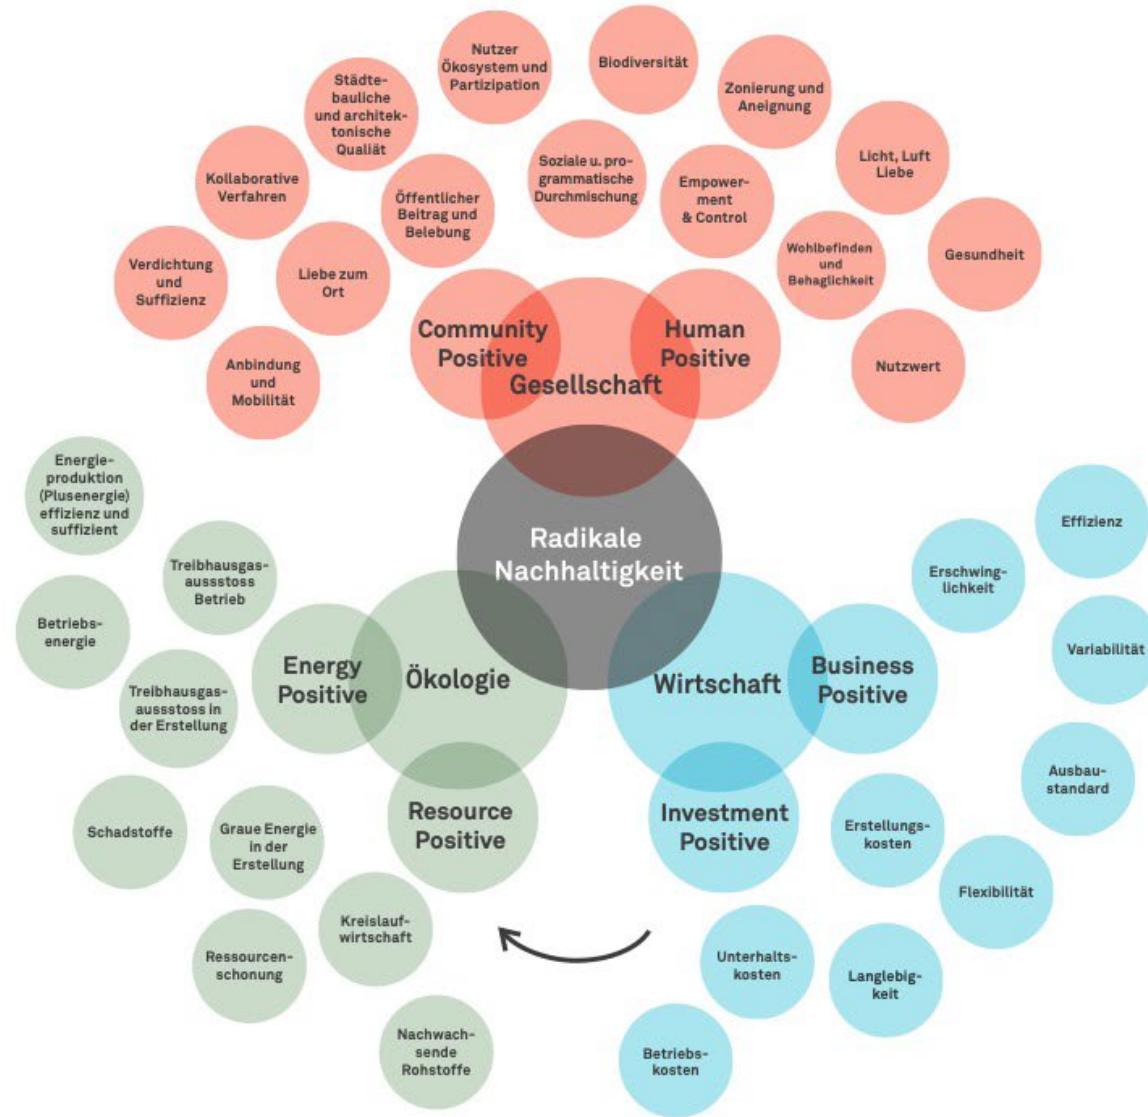 Nutzer
Ökosystem und
Partizipation
Biodiversität
Zonierung und
Aneignung
Städte-
bauliche
und architek-
tonische
Qualiät
Licht, Luft
Liebe
Kollaborative
Verfahren
Öffentlicher
Beitrag und
Belebung
Soziale u. pro-
grammatische
Durchmischung
Empower-
ment
& Control
Wohlbefinden
und
Behaglichkeit
Gesundheit
Verdichtung
und
Suffizienz
Liebe zum
Ort
Community
Positive
Human
Positive
Gesellschaft
Nutzwert
Anbindung
und
Mobilität
Radikale
Nachhaltigkeit
Energie-
produktion
(Plusenergie)
effizienz und
suffizient
Treibhausgas-
aussstoss
Betrieb
Betriebs-
energie
Treibhausgas-
aussstoss in
der Erstellung
Energy
Positive
Ökologie
Resource
Positive
Schadstoffe
Graue Energie
in der
Erstellung
Kreislauf-
wirtschaft
Ressourcen-
schonung
Nachwach-
sende
Rohstoffe
Wirtschaft
Business
Positive
Investment
Positive
Effizienz
Erschwing-
lichkeit
Variabilität
Ausbau-
standard
Erstellungs-
kosten
Flexibilität
Unterhalts-
kosten
Langlebig-
keit
Betriebs-
kosten